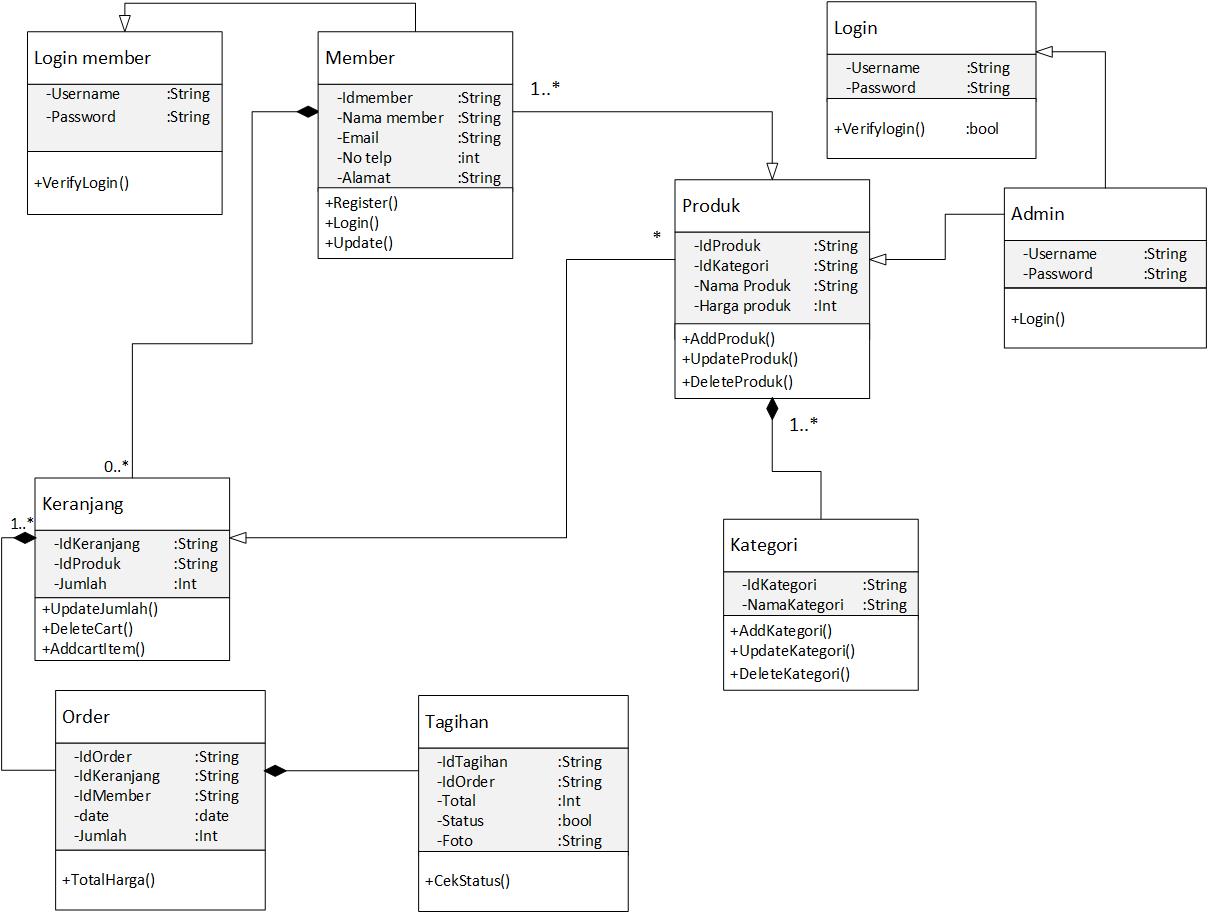 Login member
-Username :String
-Password :String
+VerifyLogin()
Member
-Idmember :String
-Nama member :String
-Email :String
-No telp :int
-Alamat :String
+Register()
+Login()
+Update()
1..*
Login
-Username :String
-Password :String
+Verifylogin() :bool
Produk
-IdProduk :String
-IdKategori :String
-Nama Produk :String
-Harga produk :Int
+AddProduk()
+UpdateProduk()
+DeleteProduk()
*
1..*
Admin
-Username :String
-Password :String
+Login()
0..*
Keranjang
1..*
-IdKeranjang :String
-IdProduk :String
-Jumlah :Int
+UpdateJumlah()
+DeleteCart()
+AddcartItem()
Kategori
-IdKategori :String
-NamaKategori :String
+AddKategori()
+UpdateKategori()
+DeleteKategori()
Order
-IdOrder :String
-IdKeranjang :String
-IdMember :String
-date :date
-Jumlah :Int
+TotalHarga()
Tagihan
-IdTagihan :String
-IdOrder :String
-Total :Int
-Status :bool
-Foto :String
+CekStatus()